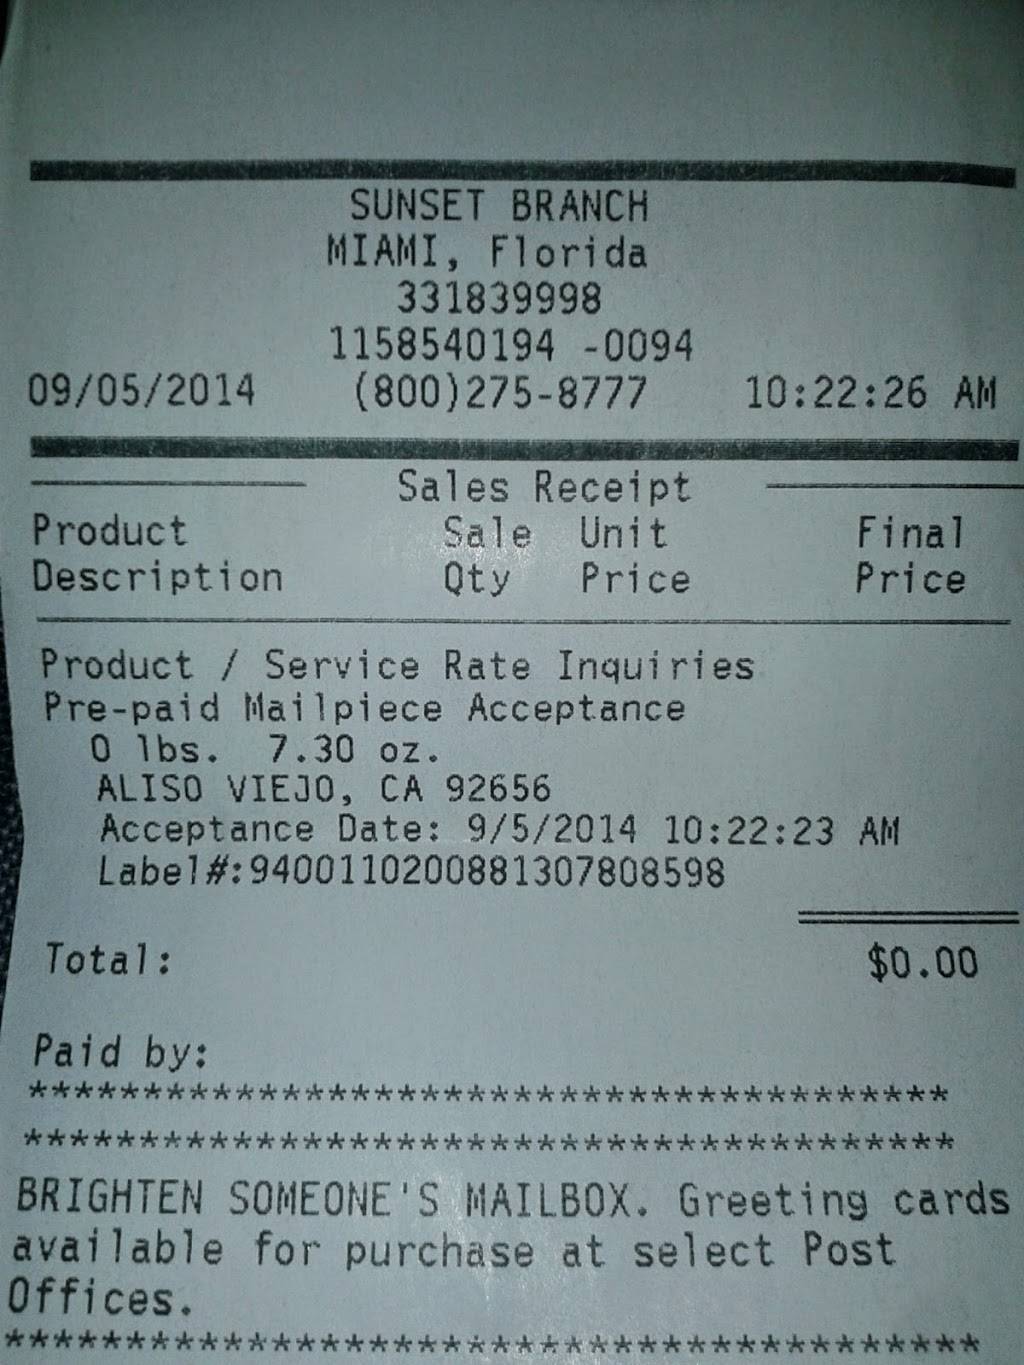 SUNSET BRANCH
MIAMI, Florida
331839998
1158540194 -0094
09/05/2014 (800)275-8777 10:22:26 AM
Sales Receipt
Product Sale Unit Final
Description Qty Price Price
Product / Service Rate Inquiries
Pre-paid Mailpiece Acceptance
0 lbs. 7.30 oz.
ALISO VIEJO, CA 92656
Acceptance Date: 9/5/2014 10:22:23 AM
Label#:9400110200881307808598
Total: $0.00
Paid by:
****************************************
****************************************
BRIGHTEN SOMEONE'S MAILBOX. Greeting cards
available for purchase at select Post
Offices.
****************************************